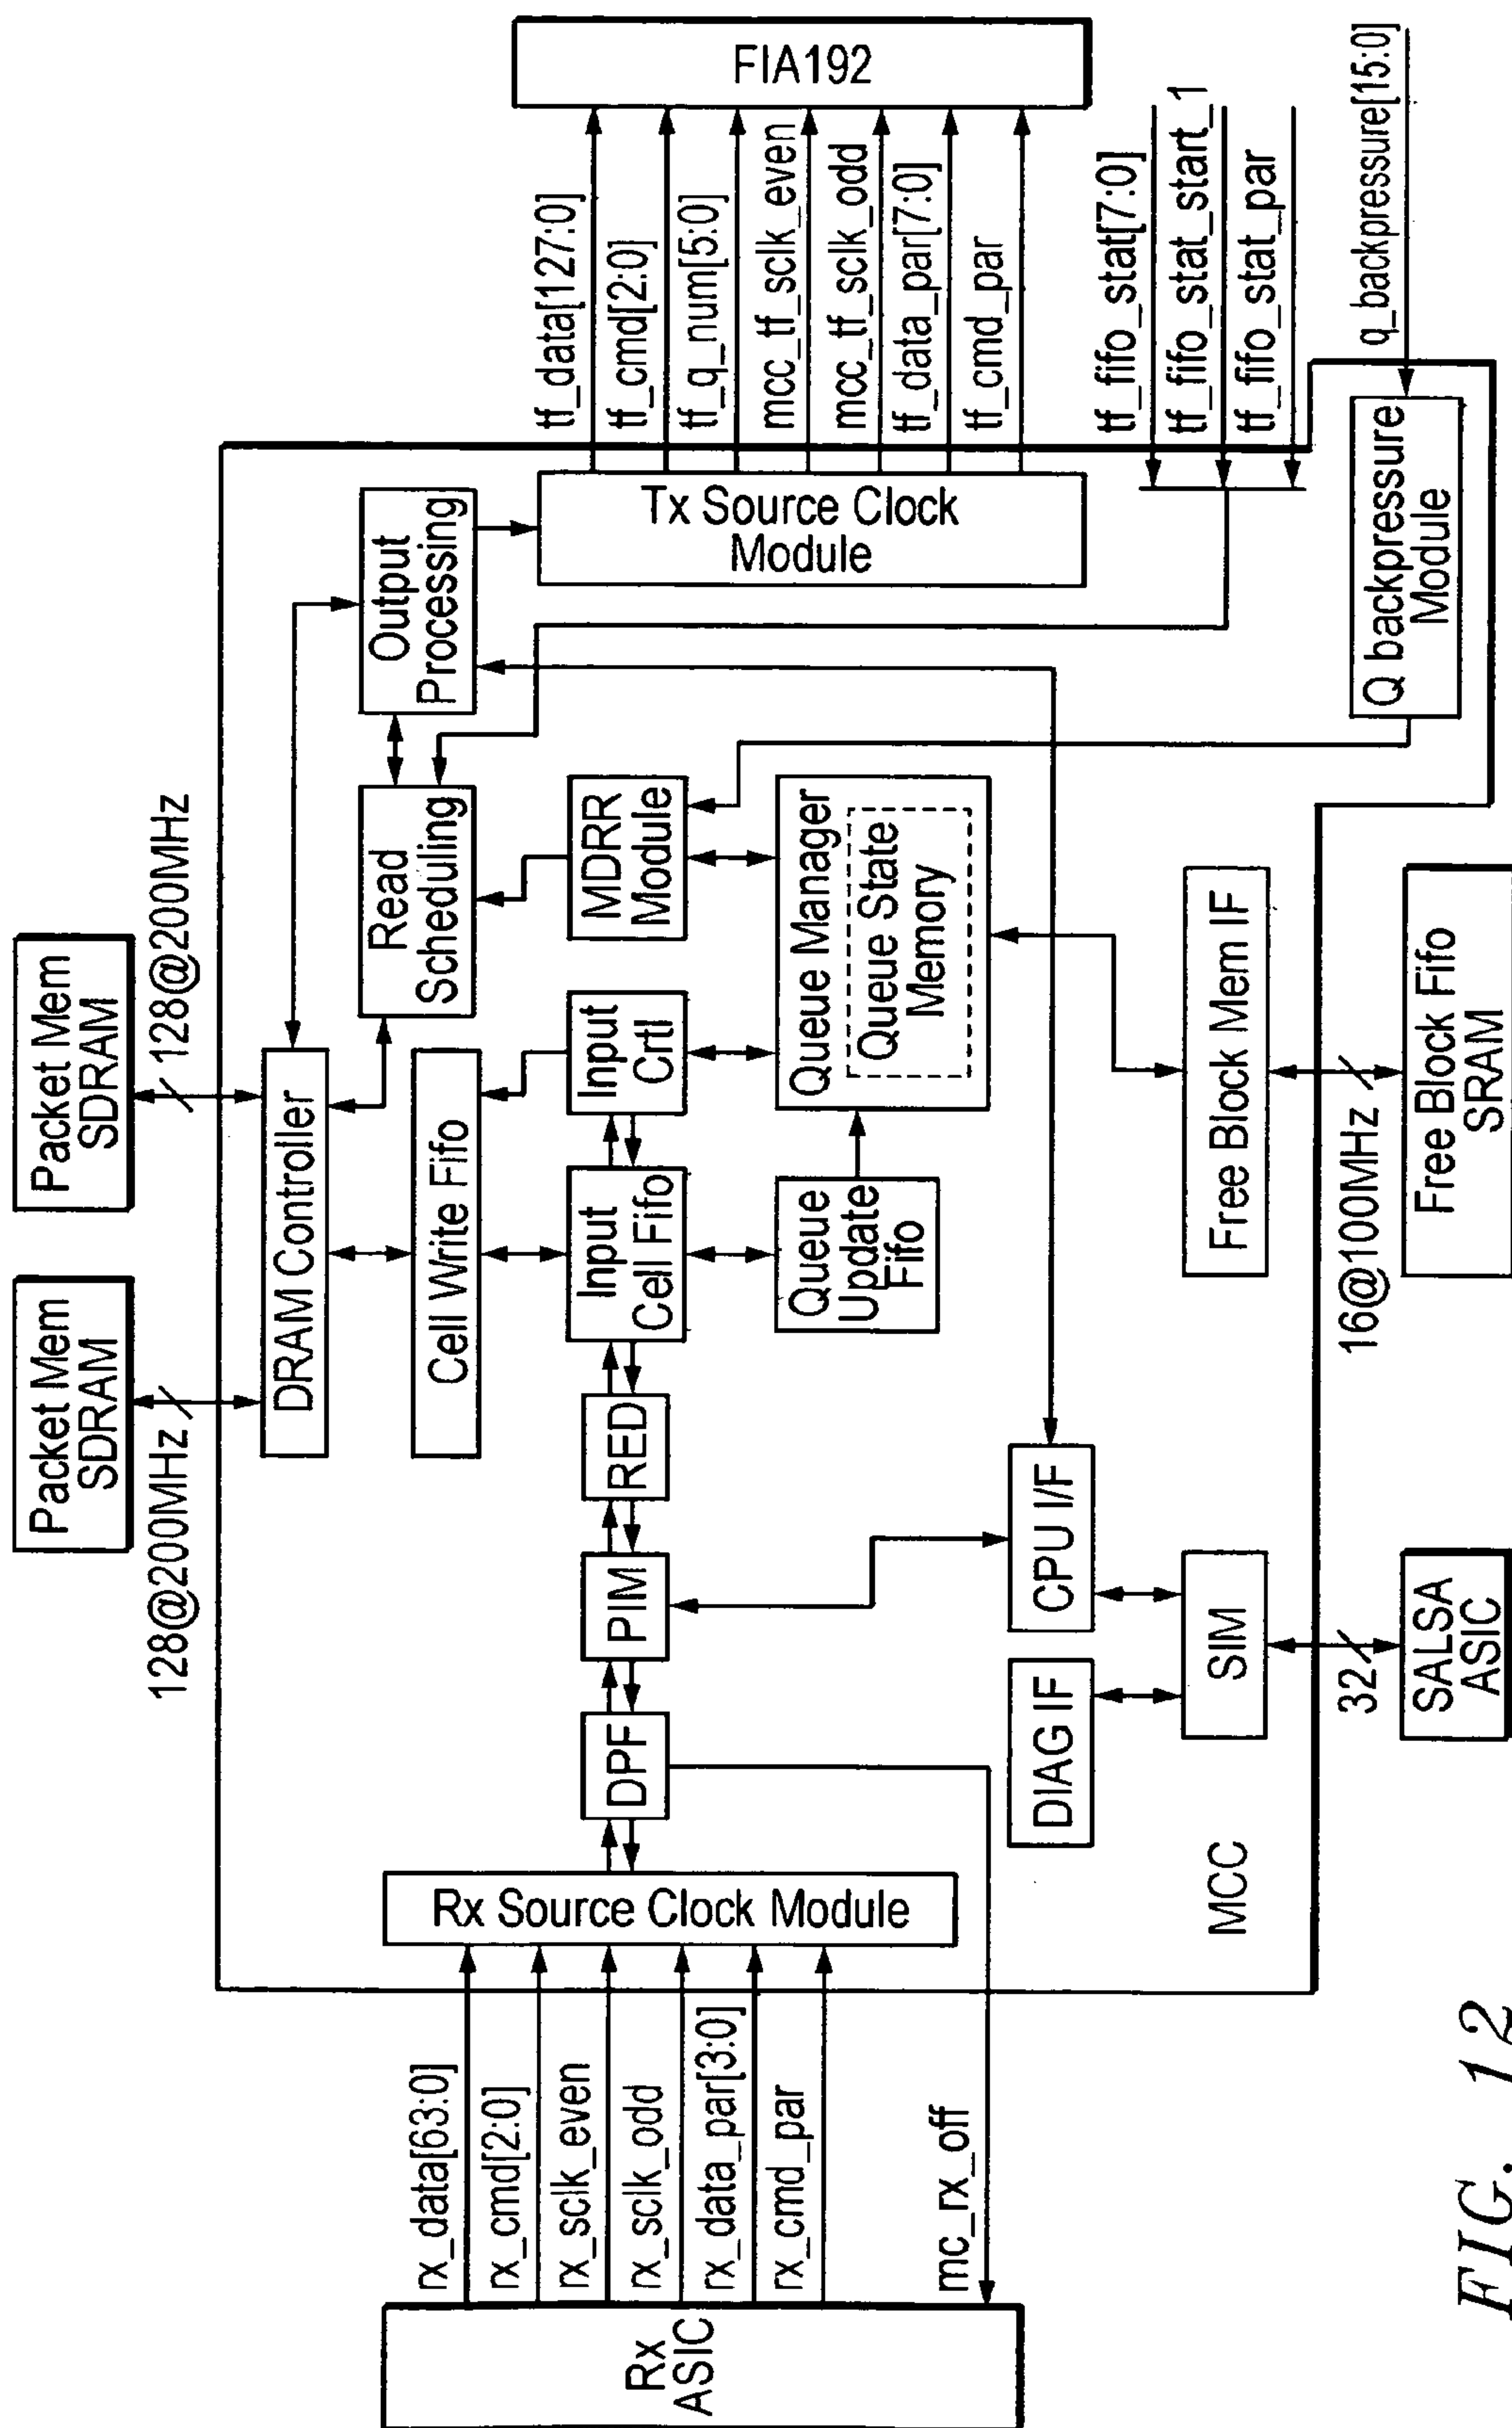 Packet Mem
SDRAM
Packet Mem
SDRAM
128@200MHz
128@200MHz
DRAM Controller
Cell Write Fifo
Read
Scheduling
Output
Processing
Rx
ASIC
rx_data[63:0]
rx_cmd[2:0]
rx_sclk_even
rx_sclk_odd
rx_data_par[3:0]
rx_cmd_par
mc_rx_off
Rx Source Clock Module
DPF
PIM
RED
Input
Cell Fifo
Input
Crtl
MDRR
Module
Tx Source Clock
Module
tf_data[127:0]
tf_cmd[2:0]
tf_q_num[5:0]
mcc_tf_sclk_even
mcc_tf_sclk_odd
tf_data_par[7:0]
tf_cmd_par
FIA192
Queue
Update
Fifo
Queue Manager
Queue State
Memory
tf_fifo_stat[7:0]
tf_fifo_stat_start_1
tf_fifo_stat_par
DIAG IF
CPU I/F
MCC
SIM
Free Block Mem IF
Q backpressure
Module
q_backpressure[15:0]
32
16@100MHz
SALSA
ASIC
Free Block Fifo
SRAM
FIG. 12